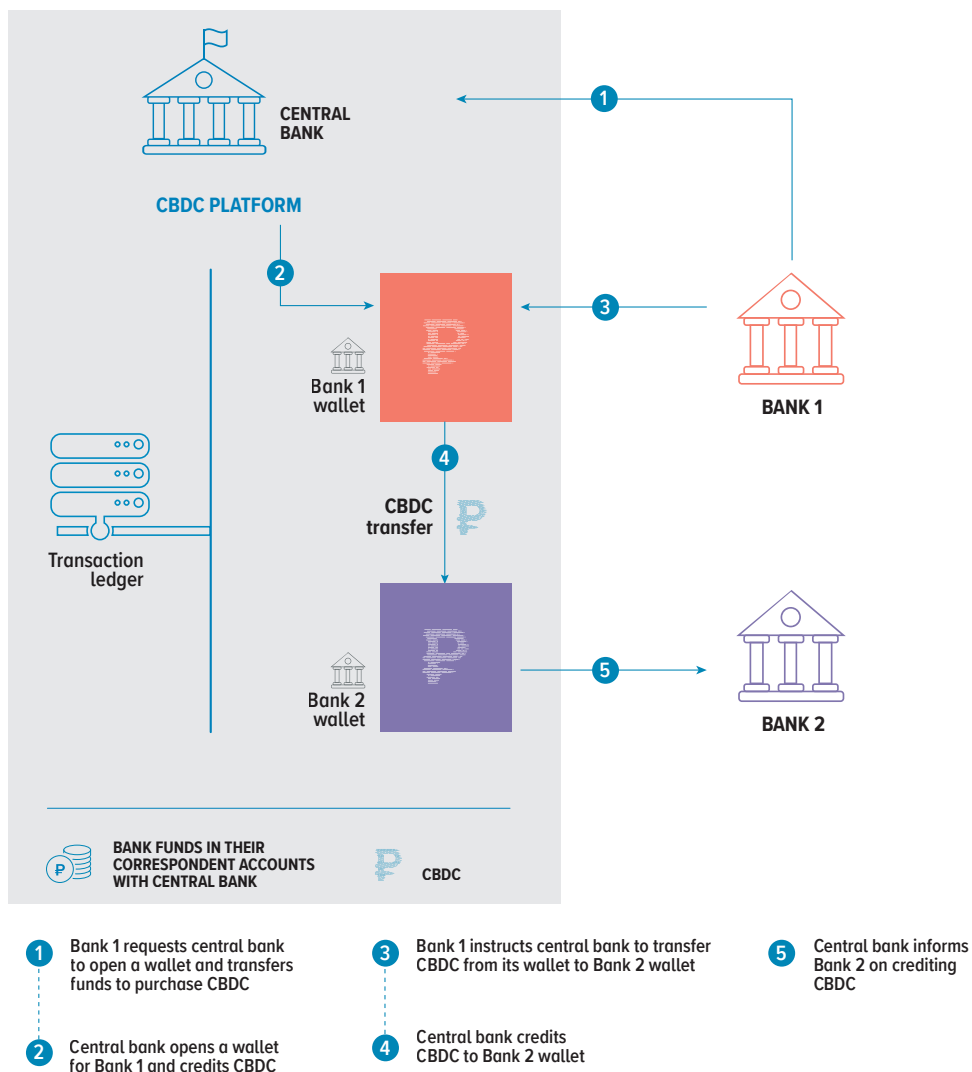 CENTRAL
BANK
1
CBDC PLATFORM
2
3
Bank 1
wallet
BANK 1
4
CBDC
transfer
Transaction
ledger
5
Bank 2
wallet
BANK 2
BANK FUNDS IN THEIR
CORRESPONDENT ACCOUNTS
WITH CENTRAL BANK
CBDC
1
Bank 1 requests central bank
to open a wallet and transfers
funds to purchase CBDC
2
Central bank opens a wallet
for Bank 1 and credits CBDC
3
Bank 1 instructs central bank to transfer
CBDC from its wallet to Bank 2 wallet
4
Central bank credits
CBDC to Bank 2 wallet
5
Central bank informs
Bank 2 on crediting
CBDC